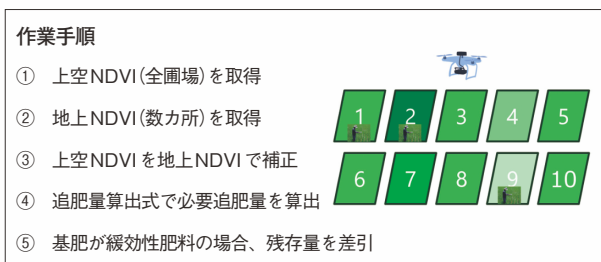 作業手順
① 上空NDVI(全圃場)を取得
② 地上NDVI(数カ所)を取得
③ 上空NDVIを地上NDVIで補正
④ 追肥量算出式で必要追肥量を算出
⑤ 基肥が緩効性肥料の場合、残存量を差引
1 2 3 4 5
6 7 8 9 10